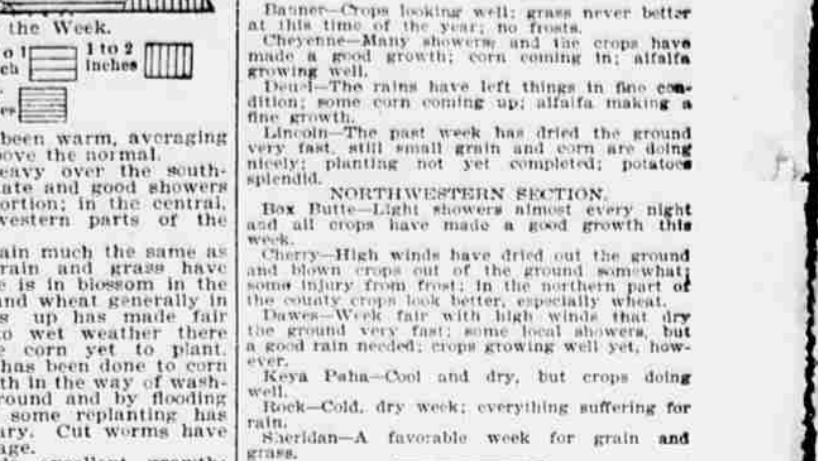 the Week.
o 1
ch
1 to 2
inches
es
been warm, averaging
ove the normal.
eavy over the south-
ate and good showers
ortion; in the central,
western parts of the
ain much the same as
rain and grass have
e is in blossom in the
and wheat generally in
s up has made fair
o wet weather there
e corn yet to plant.
has been done to corn
th in the way of wash-
round and by flooding
some replanting has
ary. Cut worms have
age.
Banner—Crops looking well; grass never better
at this time of the year; no frosts.
Cheyenne—Many showers and the crops have
made a good growth; corn coming in; alfalfa
growing well.
Deuel—The rains have left things in fine con-
dition; some corn coming up; alfalfa making a
fine growth.
Lincoln—The past week has dried the ground
very fast, still small grain and corn are doing
nicely; planting not yet completed; potatoes
splendid.
NORTHWESTERN SECTION.
Box Butte—Light showers almost every night
and all crops have made a good growth this
week.
Cherry—High winds have dried out the ground
and blown crops out of the ground somewhat;
some injury from frost; in the northern part of
the county crops look better, especially wheat.
Dawes—Week fair with high winds that dry
the ground very fast; some local showers, but
a good rain needed; crops growing well yet, how-
ever.
Keya Paha—Cool and dry, but crops doing
well.
Rock—Cold, dry week; everything suffering for
rain.
Sheridan—A favorable week for grain and
grass.